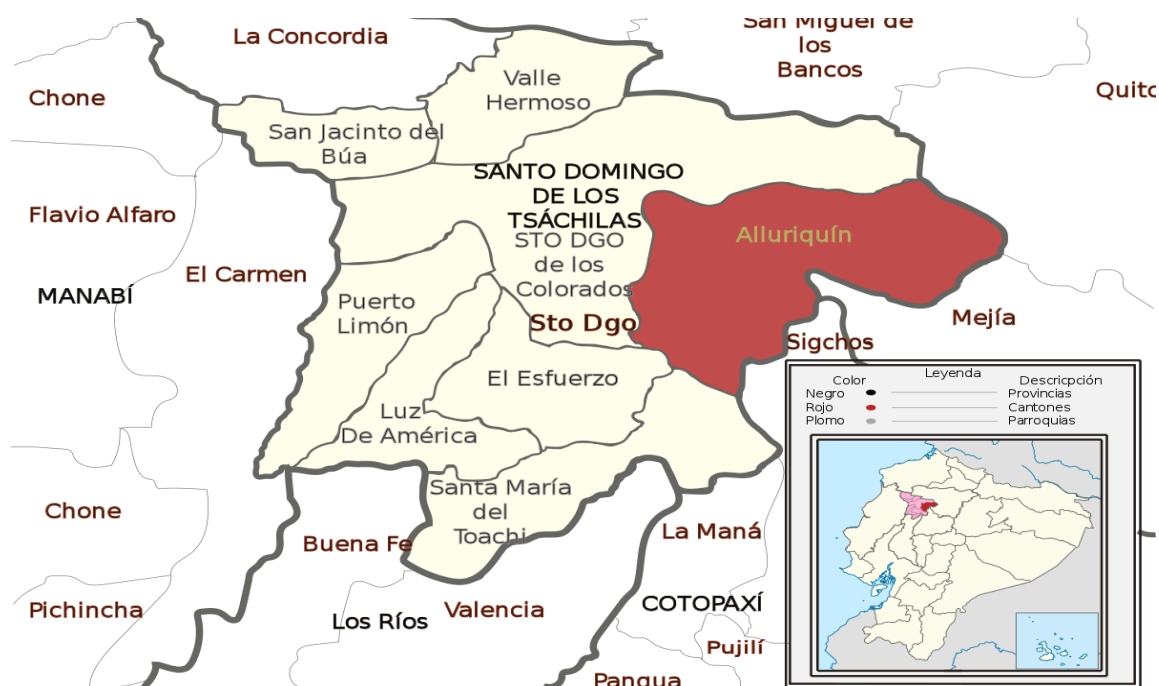 La Concordia
San Miguel de
los
Bancos
Chone
Quito
Valle
Hermoso
San Jacinto del
Búa
SANTO DOMINGO
DE LOS
TSÁCHILAS
Flavio Alfaro
Alluriquín
STO DGO
de los
Colorados
El Carmen
MANABÍ
Puerto
Limón
Sto Dgo
Mejía
Sigchos
El Esfuerzo
Luz
De América
Santa María
del
Toachi
Chone
Buena Fe
La Maná
Pichincha
Los Ríos
Valencia
COTOPAXÍ
Pujilí
Pangua
Leyenda
Color
Descricpción
Negro
Provincias
Rojo
Cantones
Plomo
Parroquias